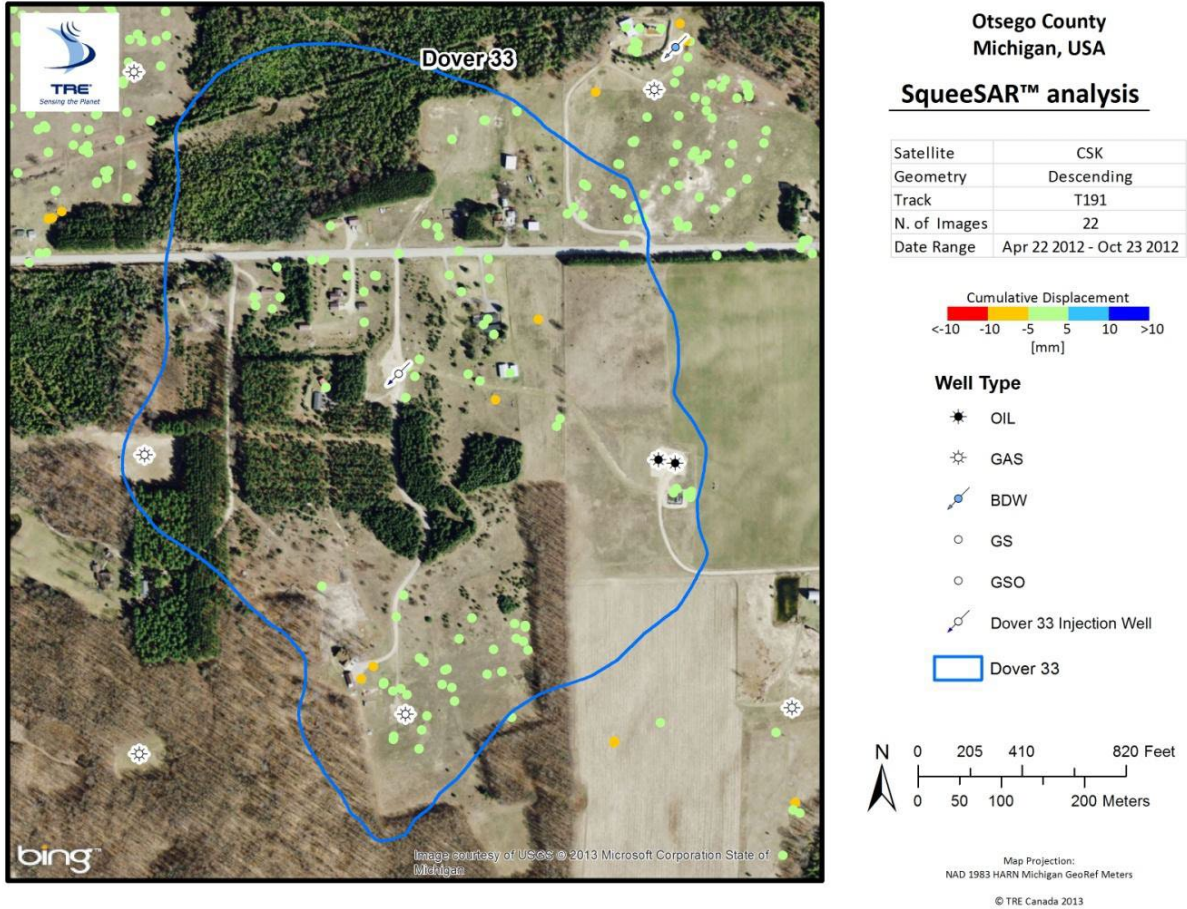 TRE
Sensing the Planet
Dover 33
bing™
Image courtesy of USGS © 2013 Microsoft Corporation State of
Michigan
Otsego County
Michigan, USA
SqueeSAR™ analysis
Satellite CSK
Geometry Descending
Track T191
N. of Images 22
Date Range Apr 22 2012 - Oct 23 2012
Cumulative Displacement
<-10 -10 -5 5 10 >10
[mm]
Well Type
OIL
GAS
BDW
GS
GSO
Dover 33 Injection Well
Dover 33
N
0 205 410 820 Feet
0 50 100 200 Meters
Map Projection:
NAD 1983 HARN Michigan GeoRef Meters
© TRE Canada 2013